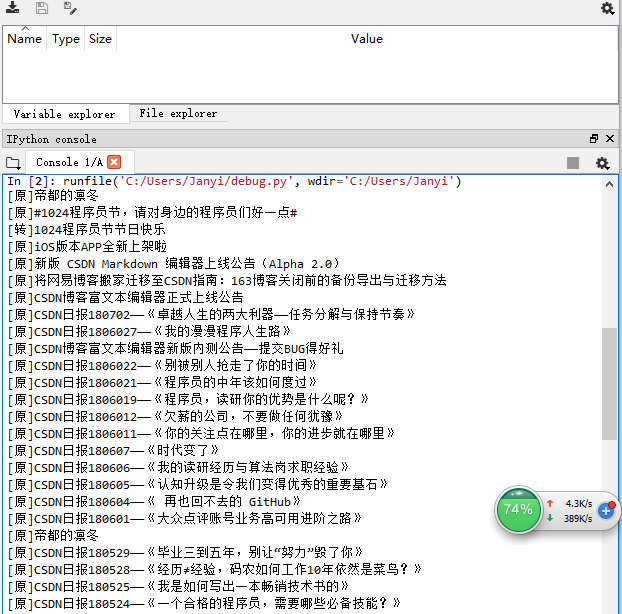 Name Type Size Value
Variable explorer File explorer
IPython console
Console 1/A
In [2]: runfile('C:/Users/Janyi/debug.py', wdir='C:/Users/Janyi')
[原]帝都的凛冬
[原]#1024程序员节，请对身边的程序员们好一点#
[转]1024程序员节节日快乐
[原]iOS版本APP全新上架啦
[原]新版 CSDN Markdown 编辑器上线公告（Alpha 2.0）
[原]将网易博客搬家迁移至CSDN指南：163博客关闭前的备份导出与迁移方法
[原]CSDN博客富文本编辑器正式上线公告
[原]CSDN日报180702——《卓越人生的两大利器——任务分解与保持节奏》
[原]CSDN日报1806027——《我的漫漫程序人生路》
[原]CSDN博客富文本编辑器新版内测公告——提交BUG得好礼
[原]CSDN日报1806022——《别被别人抢走了你的时间》
[原]CSDN日报1806021——《程序员的中年该如何度过》
[原]CSDN日报1806019——《程序员，读研你的优势是什么呢？》
[原]CSDN日报1806012——《欠薪的公司，不要做任何犹豫》
[原]CSDN日报1806011——《你的关注点在哪里，你的进步就在哪里》
[原]CSDN日报180607——《时代变了》
[原]CSDN日报180606——《我的读研经历与算法岗求职经验》
[原]CSDN日报180605——《认知升级是令我们变得优秀的重要基石》
[原]CSDN日报180604——《 再也回不去的 GitHub》
[原]CSDN日报180601——《大众点评账号业务高可用进阶之路》
[原]帝都的凛冬
[原]CSDN日报180529——《毕业三到五年，别让“努力”毁了你》
[原]CSDN日报180528——《经历≠经验，码农如何工作10年依然是菜鸟？》
[原]CSDN日报180525——《我是如何写出一本畅销技术书的》
[原]CSDN日报180524——《一个合格的程序员，需要哪些必备技能？》
74%
↑ 4.3K/s
↓ 389K/s